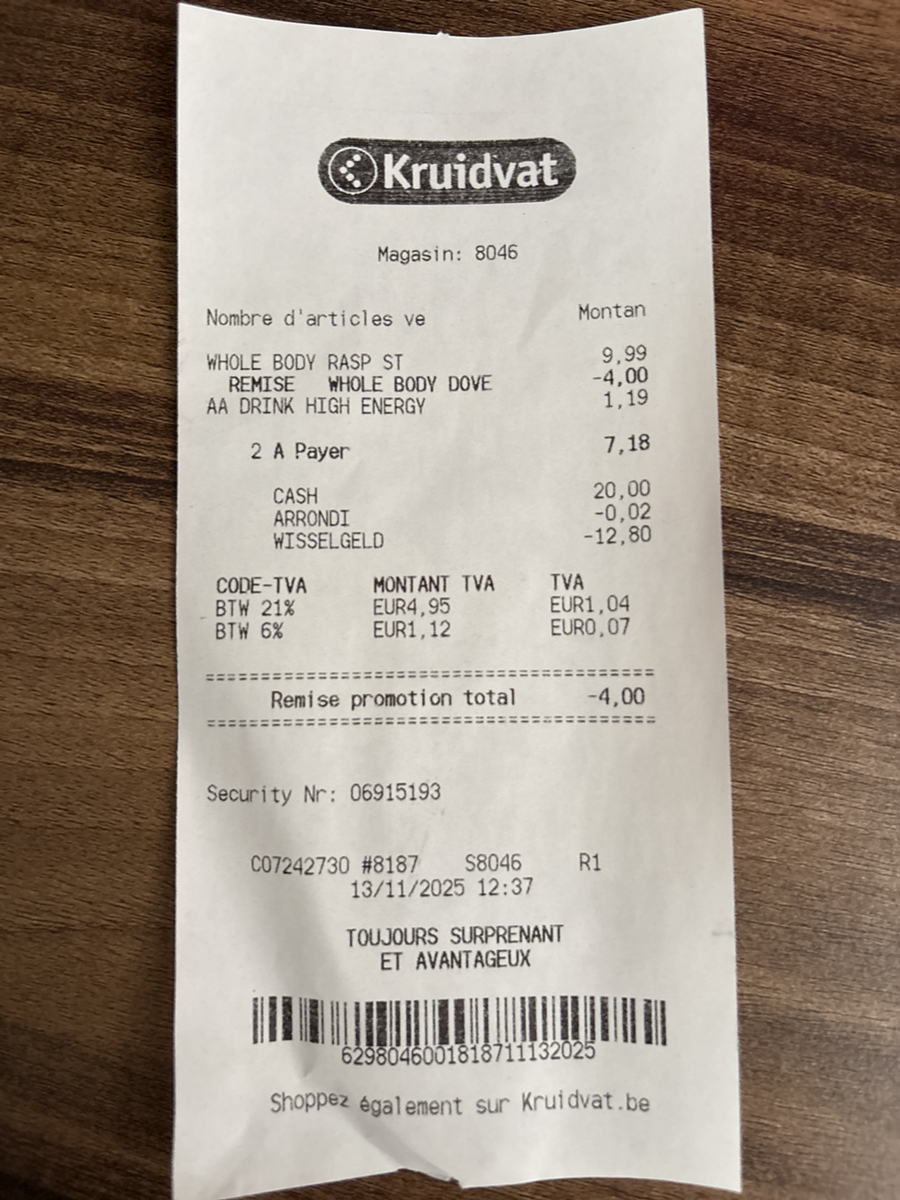 Kruidvat
Magasin: 8046
Nombre d'articles ve Montan
WHOLE BODY RASP ST 9,99
REMISE WHOLE BODY DOVE -4,00
AA DRINK HIGH ENERGY 1,19
2 A Payer 7,18
CASH 20,00
ARRONDI -0,02
WISSELGELD -12,80
CODE-TVA MONTANT TVA TVA
BTW 21% EUR4,95 EUR1,04
BTW 6% EUR1,12 EUR0,07
=========================================
Remise promotion total -4,00
=========================================
Security Nr: 06915193
C07242730 #8187 S8046 R1
13/11/2025 12:37
TOUJOURS SURPRENANT
ET AVANTAGEUX
6298046001818711132025
Shoppez également sur Kruidvat.be